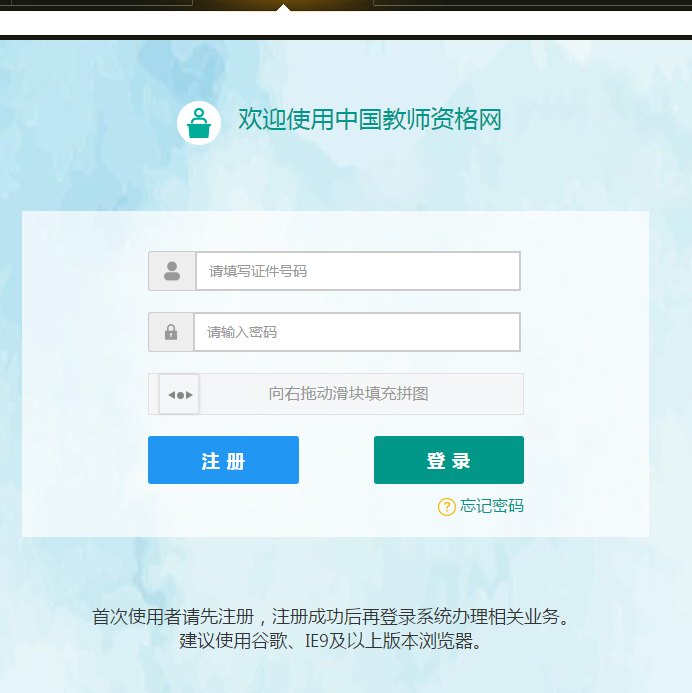 欢迎使用中国教师资格网
请填写证件号码
请输入密码
向右拖动滑块填充拼图
注 册
登 录
? 忘记密码
首次使用者请先注册，注册成功后再登录系统办理相关业务。
建议使用谷歌、IE9及以上版本浏览器。